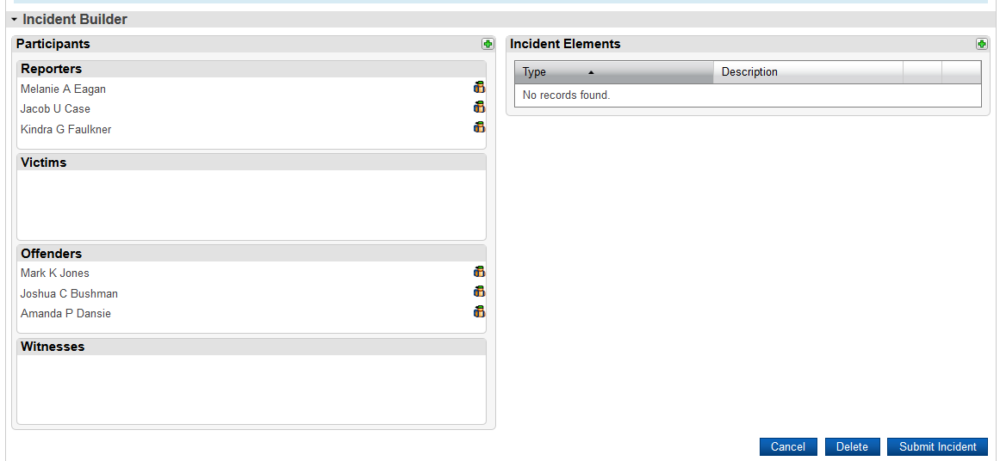 Incident Builder
Participants
Reporters
Melanie A Eagan
Jacob U Case
Kindra G Faulkner
Victims
Offenders
Mark K Jones
Joshua C Bushman
Amanda P Dansie
Witnesses
Incident Elements
Type Description
No records found.
Cancel Delete Submit Incident